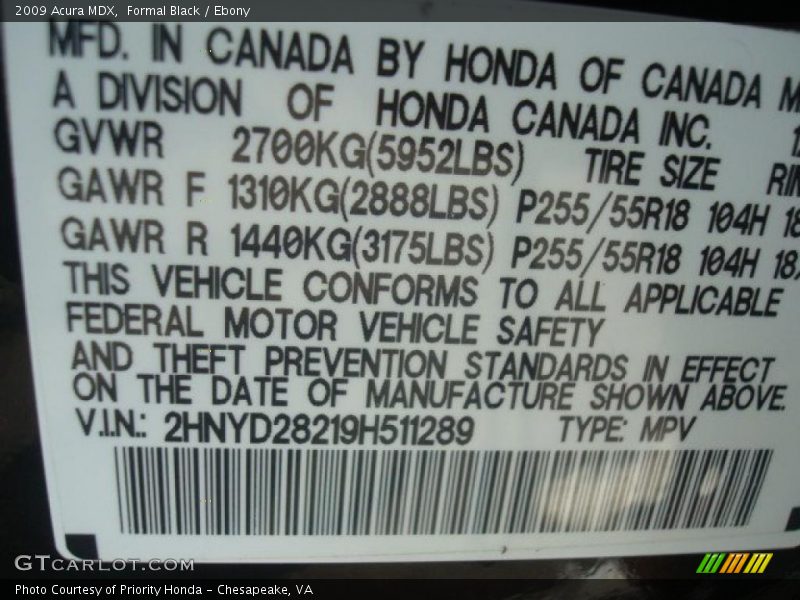 2009 Acura MDX, Formal Black / Ebony
MFD. IN CANADA BY HONDA OF CANADA
A DIVISION OF HONDA CANADA INC.
GVWR 2700KG(5952LBS) TIRE SIZE
GAWR F 1310KG(2888LBS) P255/55R18 104H
GAWR R 1440KG(3175LBS) P255/55R18 104H
THIS VEHICLE CONFORMS TO ALL APPLICABLE
FEDERAL MOTOR VEHICLE SAFETY
AND THEFT PREVENTION STANDARDS IN EFFECT
ON THE DATE OF MANUFACTURE SHOWN ABOVE.
V.I.N.: 2HNYD28219H511289 TYPE: MPV
GTCARLOT.COM
Photo Courtesy of Priority Honda - Chesapeake, VA